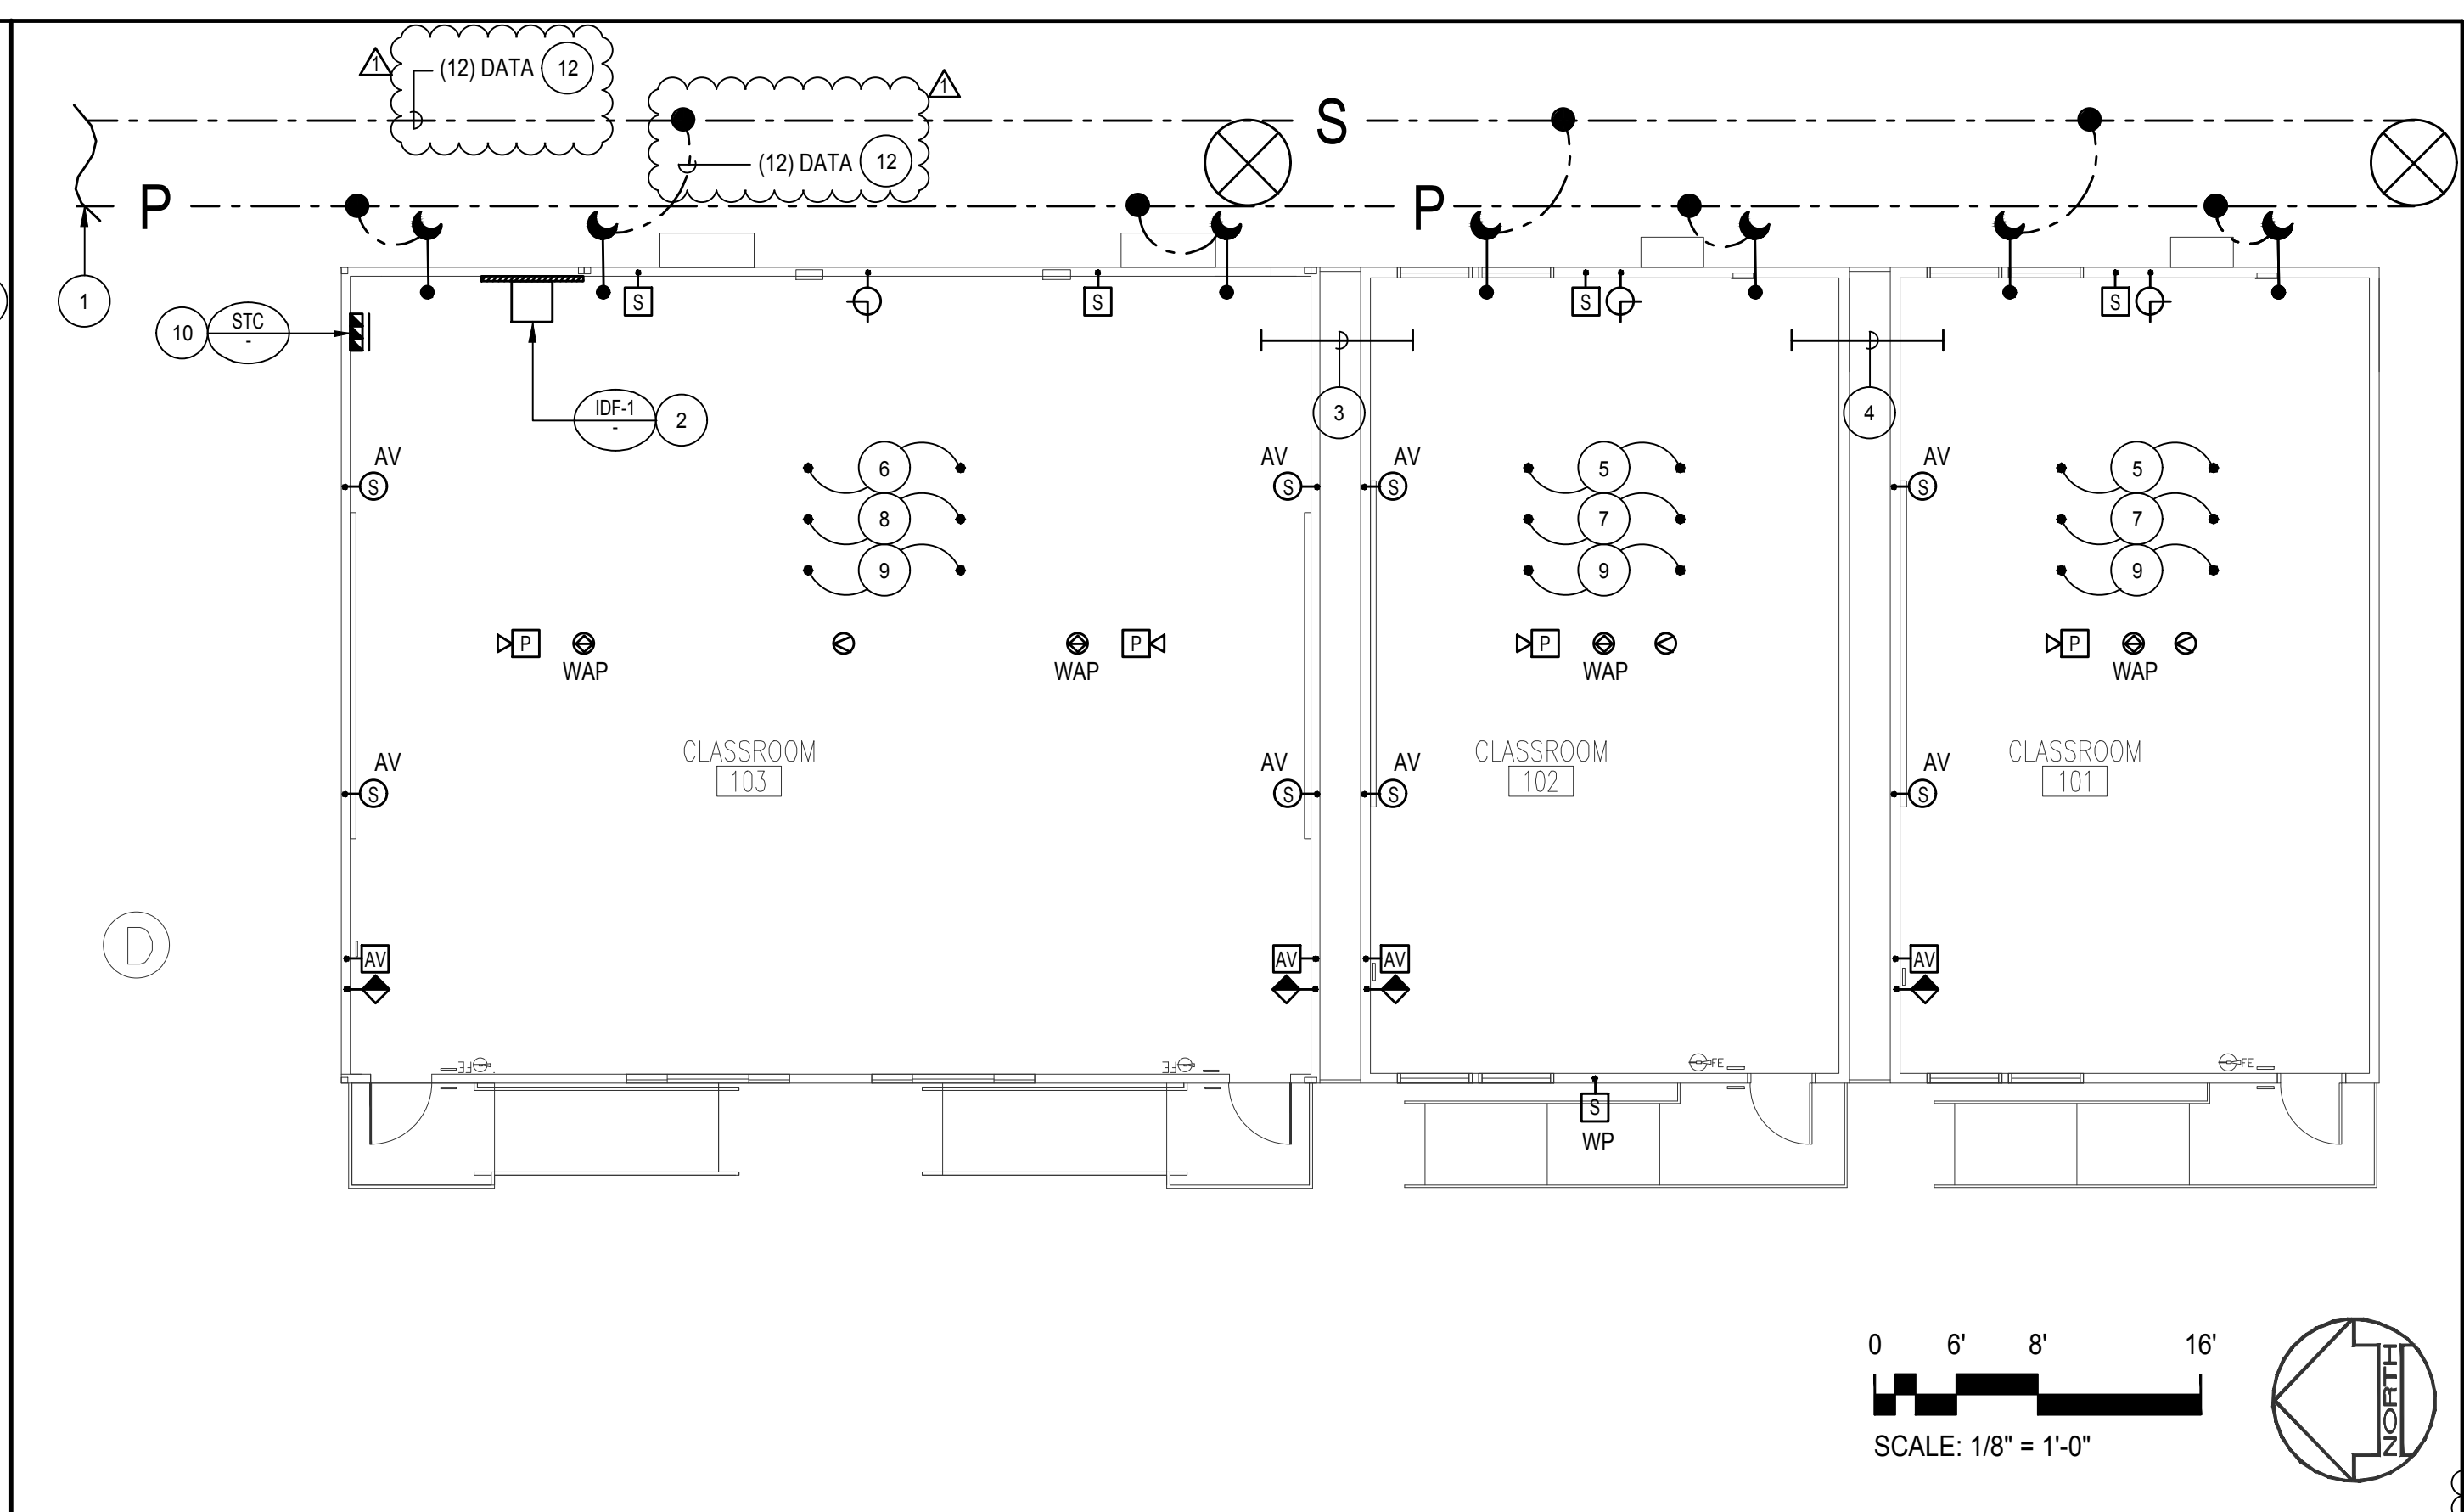 1
(12) DATA 12
1
(12) DATA 12
S
P
P
1
10 STC
-
S
S
S
S
IDF-1 2
-
3
4
AV
S
AV
S
AV
S
AV
S
6
8
9
5
7
9
5
7
9
P
WAP
WAP
P
P
WAP
P
WAP
CLASSROOM
103
CLASSROOM
102
CLASSROOM
101
AV
S
AV
S
AV
S
AV
S
D
AV
AV
AV
AV
FE
FE
FE
FE
S
WP
0 6' 8' 16'
SCALE: 1/8" = 1'-0"
NORTH